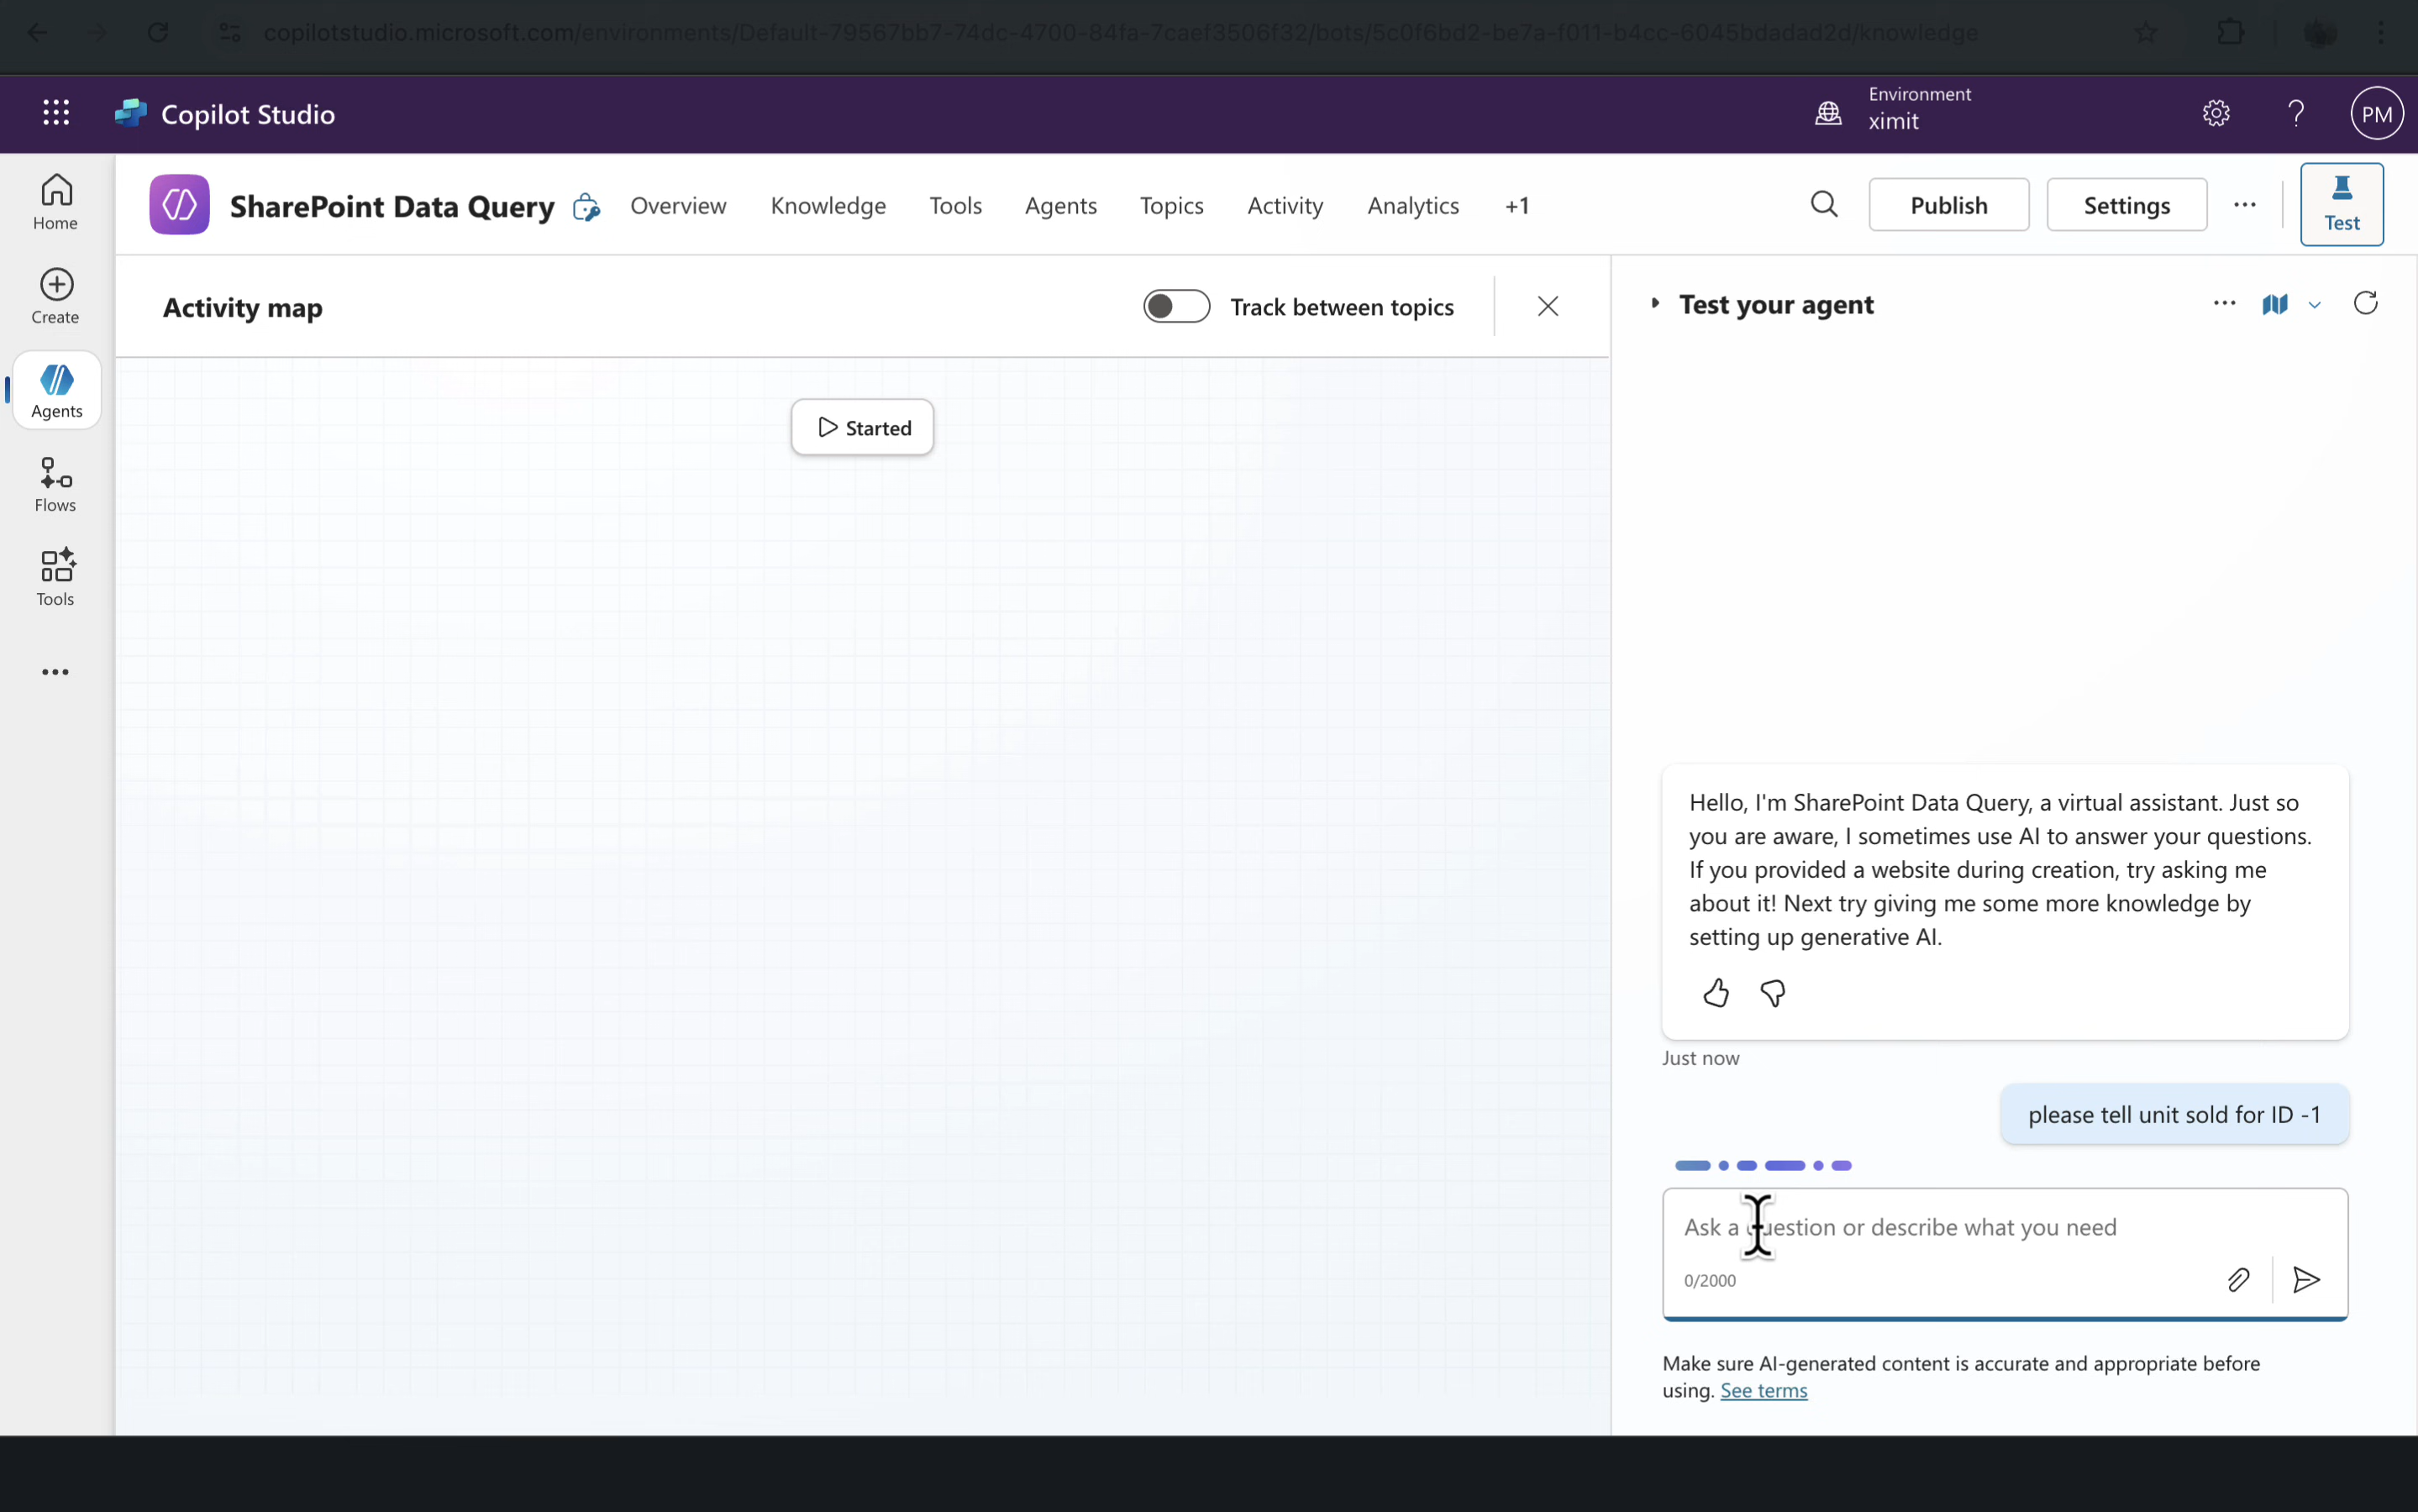 copilotstudio.microsoft.com/environments/Default-79567bb7-74dc-4700-84fa-7caef3506f32/bots/5c0f6bd2-be7a-f011-b4cc-6045bdadad2d/knowledge
Copilot Studio
Environment
ximit
PM
Home
Create
Agents
Flows
Tools
SharePoint Data Query
Overview
Knowledge
Tools
Agents
Topics
Activity
Analytics
+1
Publish
Settings
Test
Activity map
Track between topics
Started
Test your agent
Hello, I'm SharePoint Data Query, a virtual assistant. Just so
you are aware, I sometimes use AI to answer your questions.
If you provided a website during creation, try asking me
about it! Next try giving me some more knowledge by
setting up generative AI.
Just now
please tell unit sold for ID -1
Ask a question or describe what you need
0/2000
Make sure AI-generated content is accurate and appropriate before
using. See terms